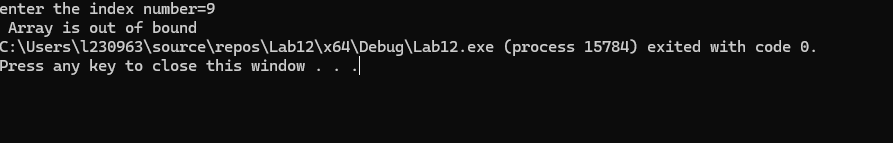 enter the index number=9
 Array is out of bound
C:\Users\l230963\source\repos\Lab12\x64\Debug\Lab12.exe (process 15784) exited with code 0.
Press any key to close this window . . .